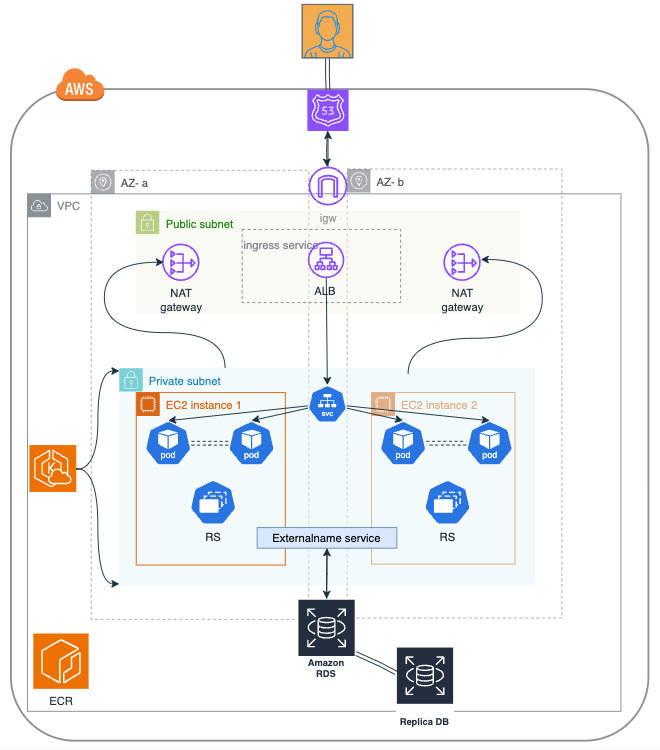 AWS
53
AZ- a
AZ- b
VPC
igw
Public subnet
ingress service
NAT
gateway
ALB
NAT
gateway
Private subnet
EC2 instance 1
svc
EC2 instance 2
pod
pod
pod
pod
K
RS
RS
Externalname service
Amazon
RDS
ECR
Replica DB